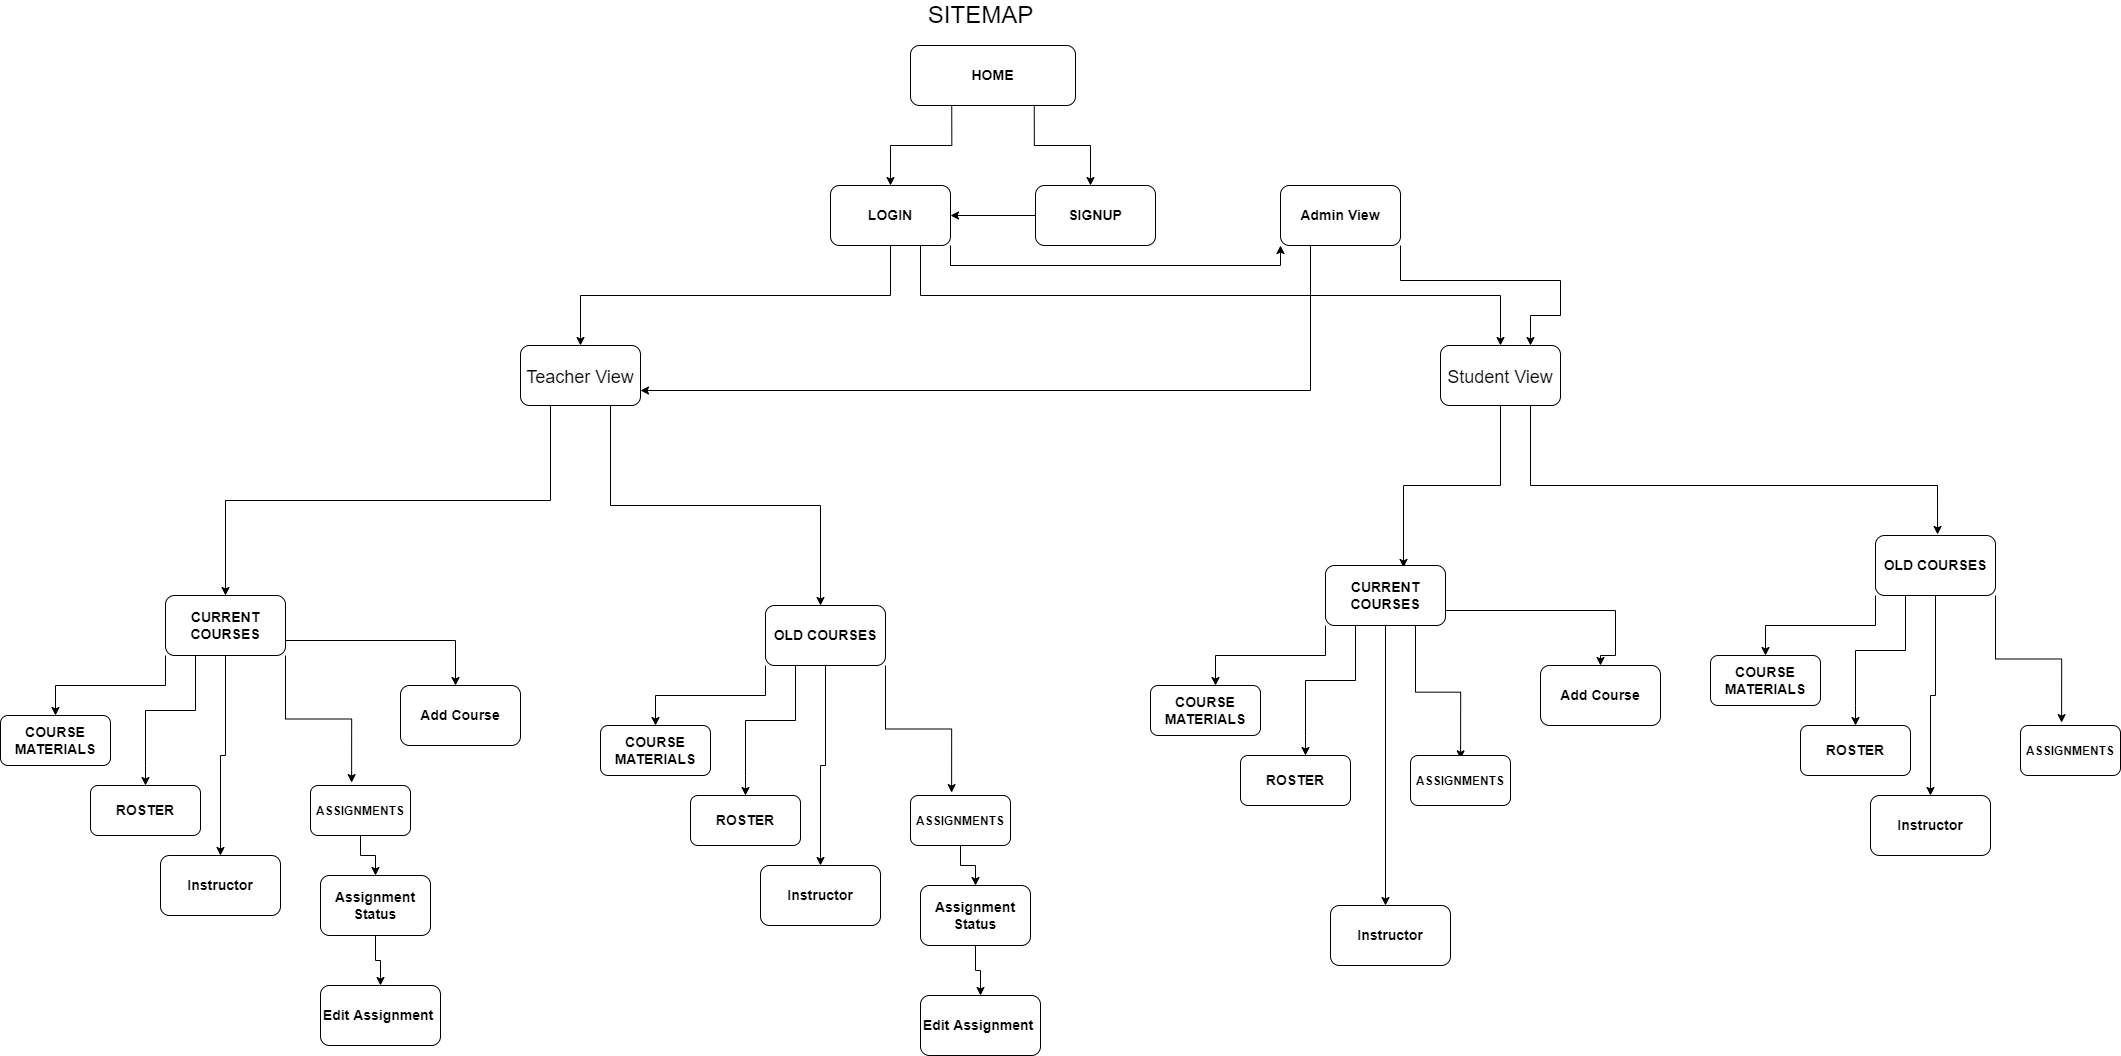 SITEMAP
HOME
LOGIN
SIGNUP
Admin View
Teacher View
Student View
CURRENT
COURSES
COURSE
MATERIALS
ROSTER
Instructor
ASSIGNMENTS
Assignment
Status
Edit Assignment
Add Course
OLD COURSES
COURSE
MATERIALS
ROSTER
Instructor
ASSIGNMENTS
Assignment
Status
Edit Assignment
CURRENT
COURSES
COURSE
MATERIALS
ROSTER
Instructor
ASSIGNMENTS
Add Course
OLD COURSES
COURSE
MATERIALS
ROSTER
Instructor
ASSIGNMENTS